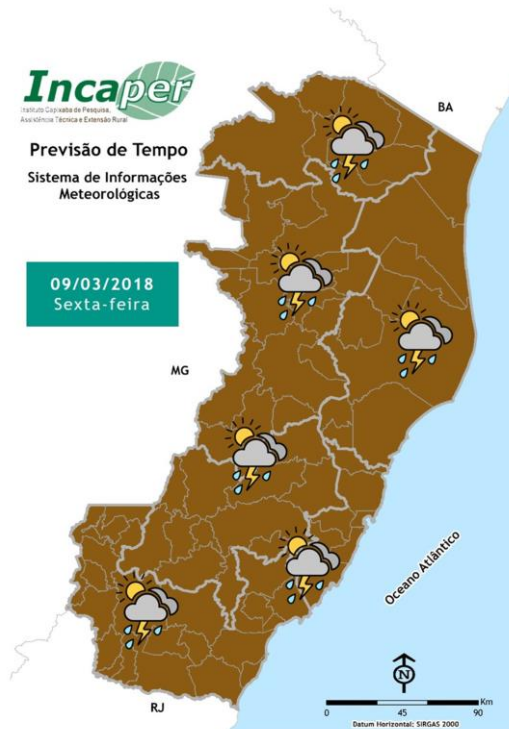 Incaper
Instituto Capixaba de Pesquisa,
Assistência Técnica e Extensão Rural
BA
Previsão de Tempo
Sistema de Informações
Meteorológicas
09/03/2018
Sexta-feira
MG
Oceano Atlântico
N
RJ
Km
0 45 90
Datum Horizontal: SIRGAS 2000